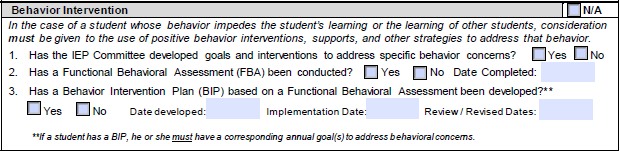 Behavior Intervention N/A
In the case of a student whose behavior impedes the student's learning or the learning of other students, consideration
must be given to the use of positive behavior interventions, supports, and other strategies to address that behavior.
1. Has the IEP Committee developed goals and interventions to address specific behavior concerns? Yes No
2. Has a Functional Behavioral Assessment (FBA) been conducted? Yes No Date Completed:
3. Has a Behavior Intervention Plan (BIP) based on a Functional Behavioral Assessment been developed?**
Yes No Date developed: Implementation Date: Review / Revised Dates:
**If a student has a BIP, he or she must have a corresponding annual goal(s) to address behavioral concerns.